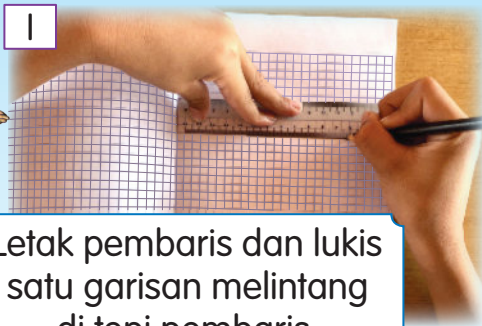 1
Letak pembaris dan lukis
satu garisan melintang
di tepi pembaris